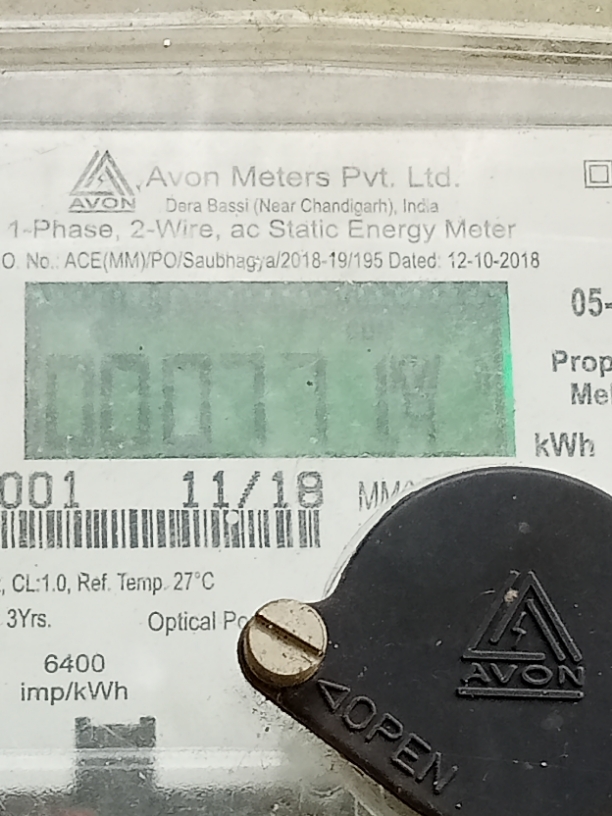 AVON
Avon Meters Pvt. Ltd.
Dera Bassi (Near Chandigarh), India
1-Phase, 2-Wire, ac Static Energy Meter
O. No.: ACE(MM)/PO/Saubhagya/2018-19/195 Dated: 12-10-2018
05-
Prop
Me
kWh
001 11/18
CL:1.0, Ref. Temp. 27°C
3Yrs.
Optical
6400
imp/kWh
AVON
OPEN